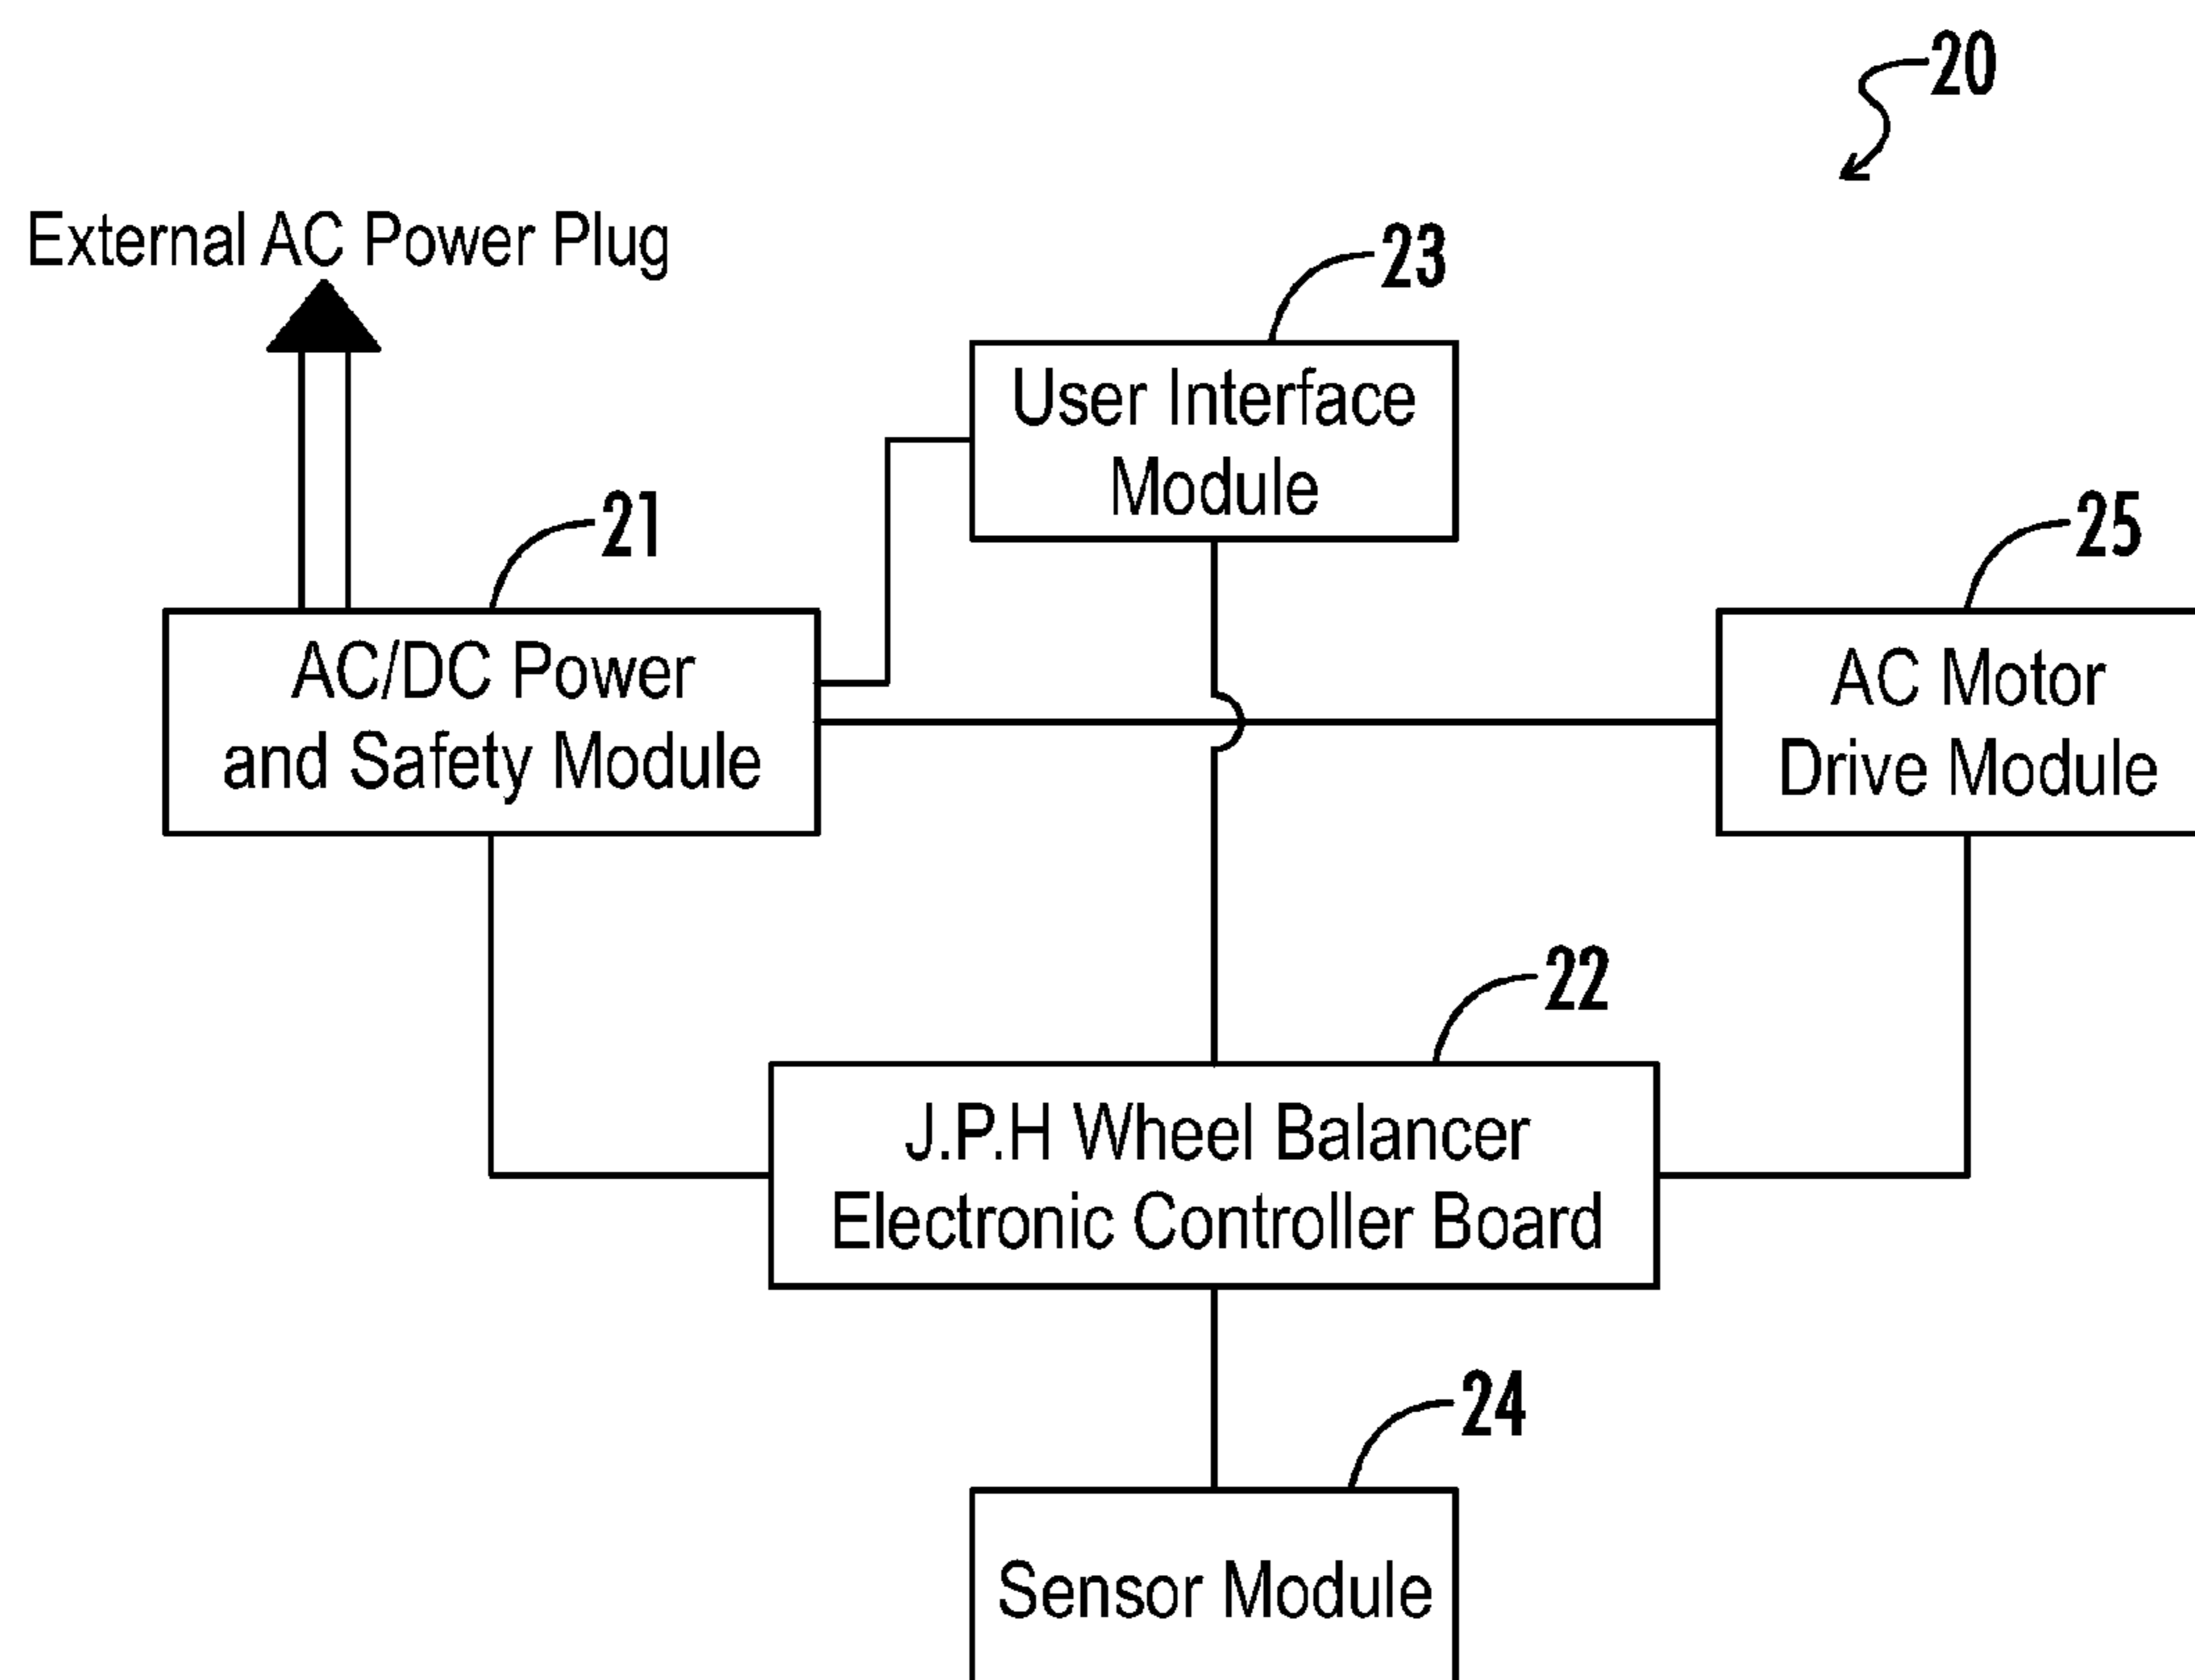 20
External AC Power Plug
23
User Interface
Module
21
25
AC/DC Power
and Safety Module
AC Motor
Drive Module
22
J.P.H Wheel Balancer
Electronic Controller Board
24
Sensor Module